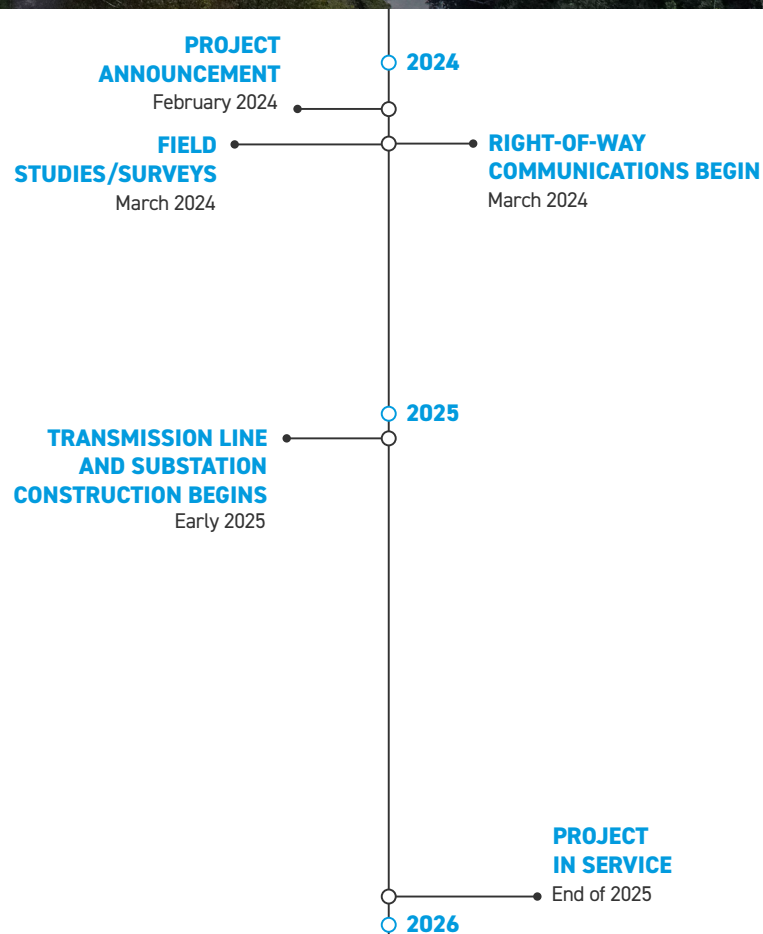 2024
PROJECT
ANNOUNCEMENT
February 2024
FIELD
STUDIES/SURVEYS
March 2024
RIGHT-OF-WAY
COMMUNICATIONS BEGIN
March 2024
2025
TRANSMISSION LINE
AND SUBSTATION
CONSTRUCTION BEGINS
Early 2025
PROJECT
IN SERVICE
End of 2025
2026